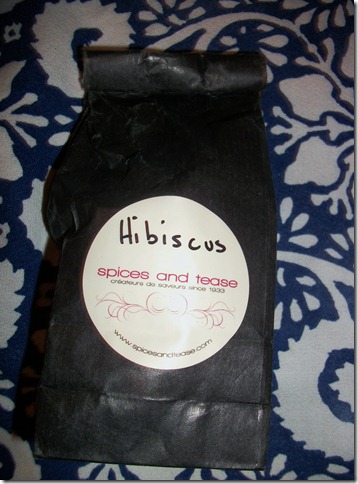 Hibiscus
spices and tease
créateurs de saveurs since 1933
www.spicesandtease.com